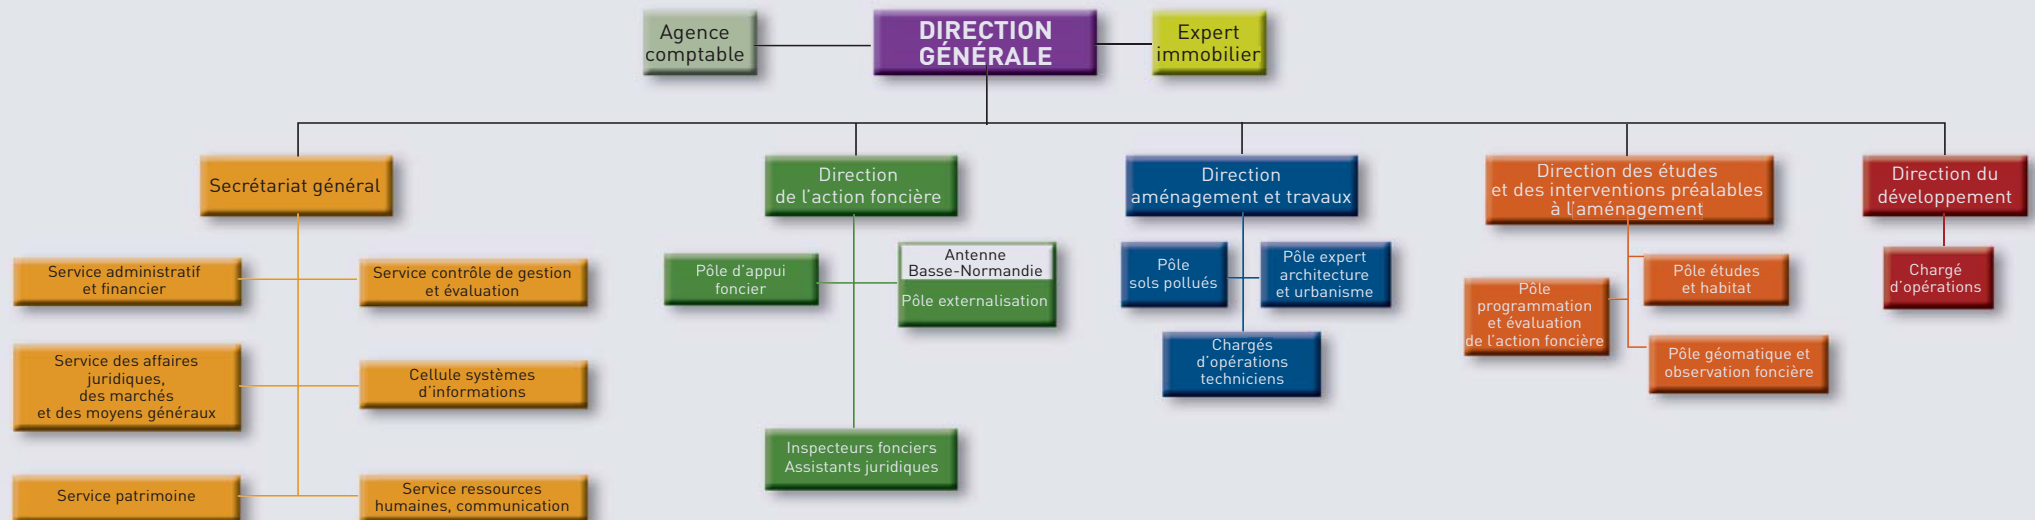 Agence
comptable
DIRECTION
GÉNÉRALE
Expert
immobilier
Secrétariat général
Service administratif
et financier
Service contrôle de gestion
et évaluation
Service des affaires
juridiques,
des marchés
et des moyens généraux
Cellule systèmes
d'informations
Service patrimoine
Service ressources
humaines, communication
Direction
de l'action foncière
Pôle d'appui
foncier
Antenne
Basse-Normandie
Pôle externalisation
Inspecteurs fonciers
Assistants juridiques
Direction
aménagement et travaux
Pôle
sols pollués
Pôle expert
architecture
et urbanisme
Chargés
d'opérations
techniciens
Direction des études
et des interventions préalables
à l'aménagement
Pôle études
et habitat
Pôle
programmation
et évaluation
de l'action foncière
Pôle géomatique et
observation foncière
Direction du
développement
Chargé
d'opérations